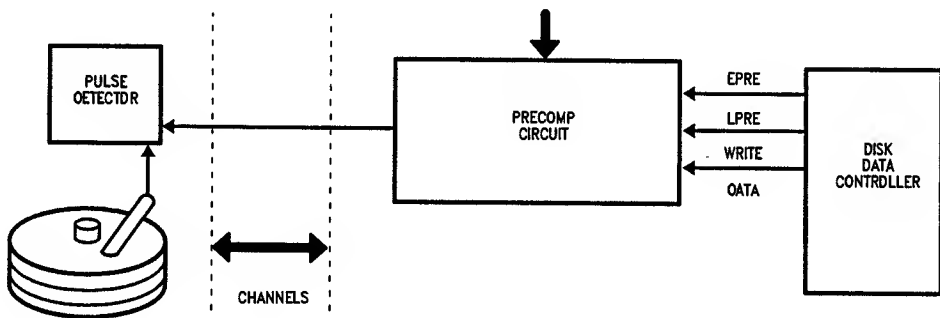 PULSE
OETECTDR
PRECOMP
CIRCUIT
EPRE
LPRE
WRITE
OATA
DISK
DATA
CONTRDLLER
CHANNELS